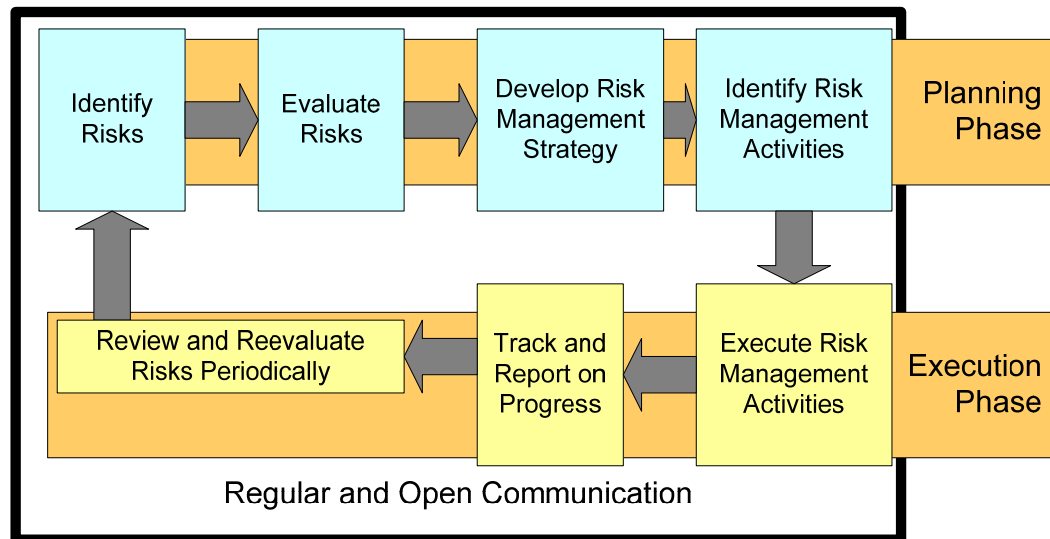 Identify
Risks
Evaluate
Risks
Develop Risk
Management
Strategy
Identify Risk
Management
Activities
Planning
Phase
Review and Reevaluate
Risks Periodically
Track and
Report on
Progress
Execute Risk
Management
Activities
Execution
Phase
Regular and Open Communication